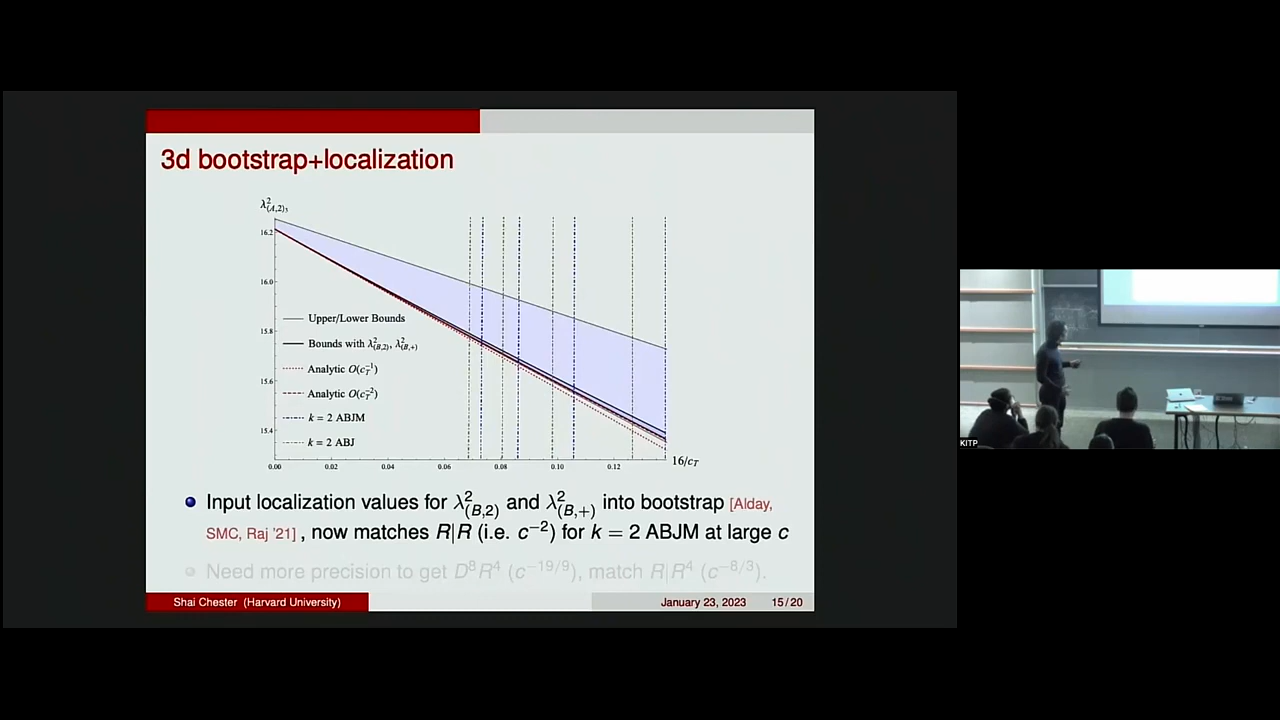 3d bootstrap+localization
λ²(A,2)₃
16.2
16.0
15.8
15.6
15.4
Upper/Lower Bounds
Bounds with λ²(B,2), λ²(B,+)
Analytic O(c_T⁻¹)
Analytic O(c_T⁻²)
k = 2 ABJM
k = 2 ABJ
0.00 0.02 0.04 0.06 0.08 0.10 0.12
16/c_T
Input localization values for λ²(B,2) and λ²(B,+) into bootstrap [Alday,
SMC, Raj '21] , now matches R|R (i.e. c⁻²) for k = 2 ABJM at large c
Need more precision to get D⁸R⁴ (c⁻¹⁹/⁹), match R|R⁴ (c⁻⁸/³).
Shai Chester (Harvard University) January 23, 2023 15/20
KITP